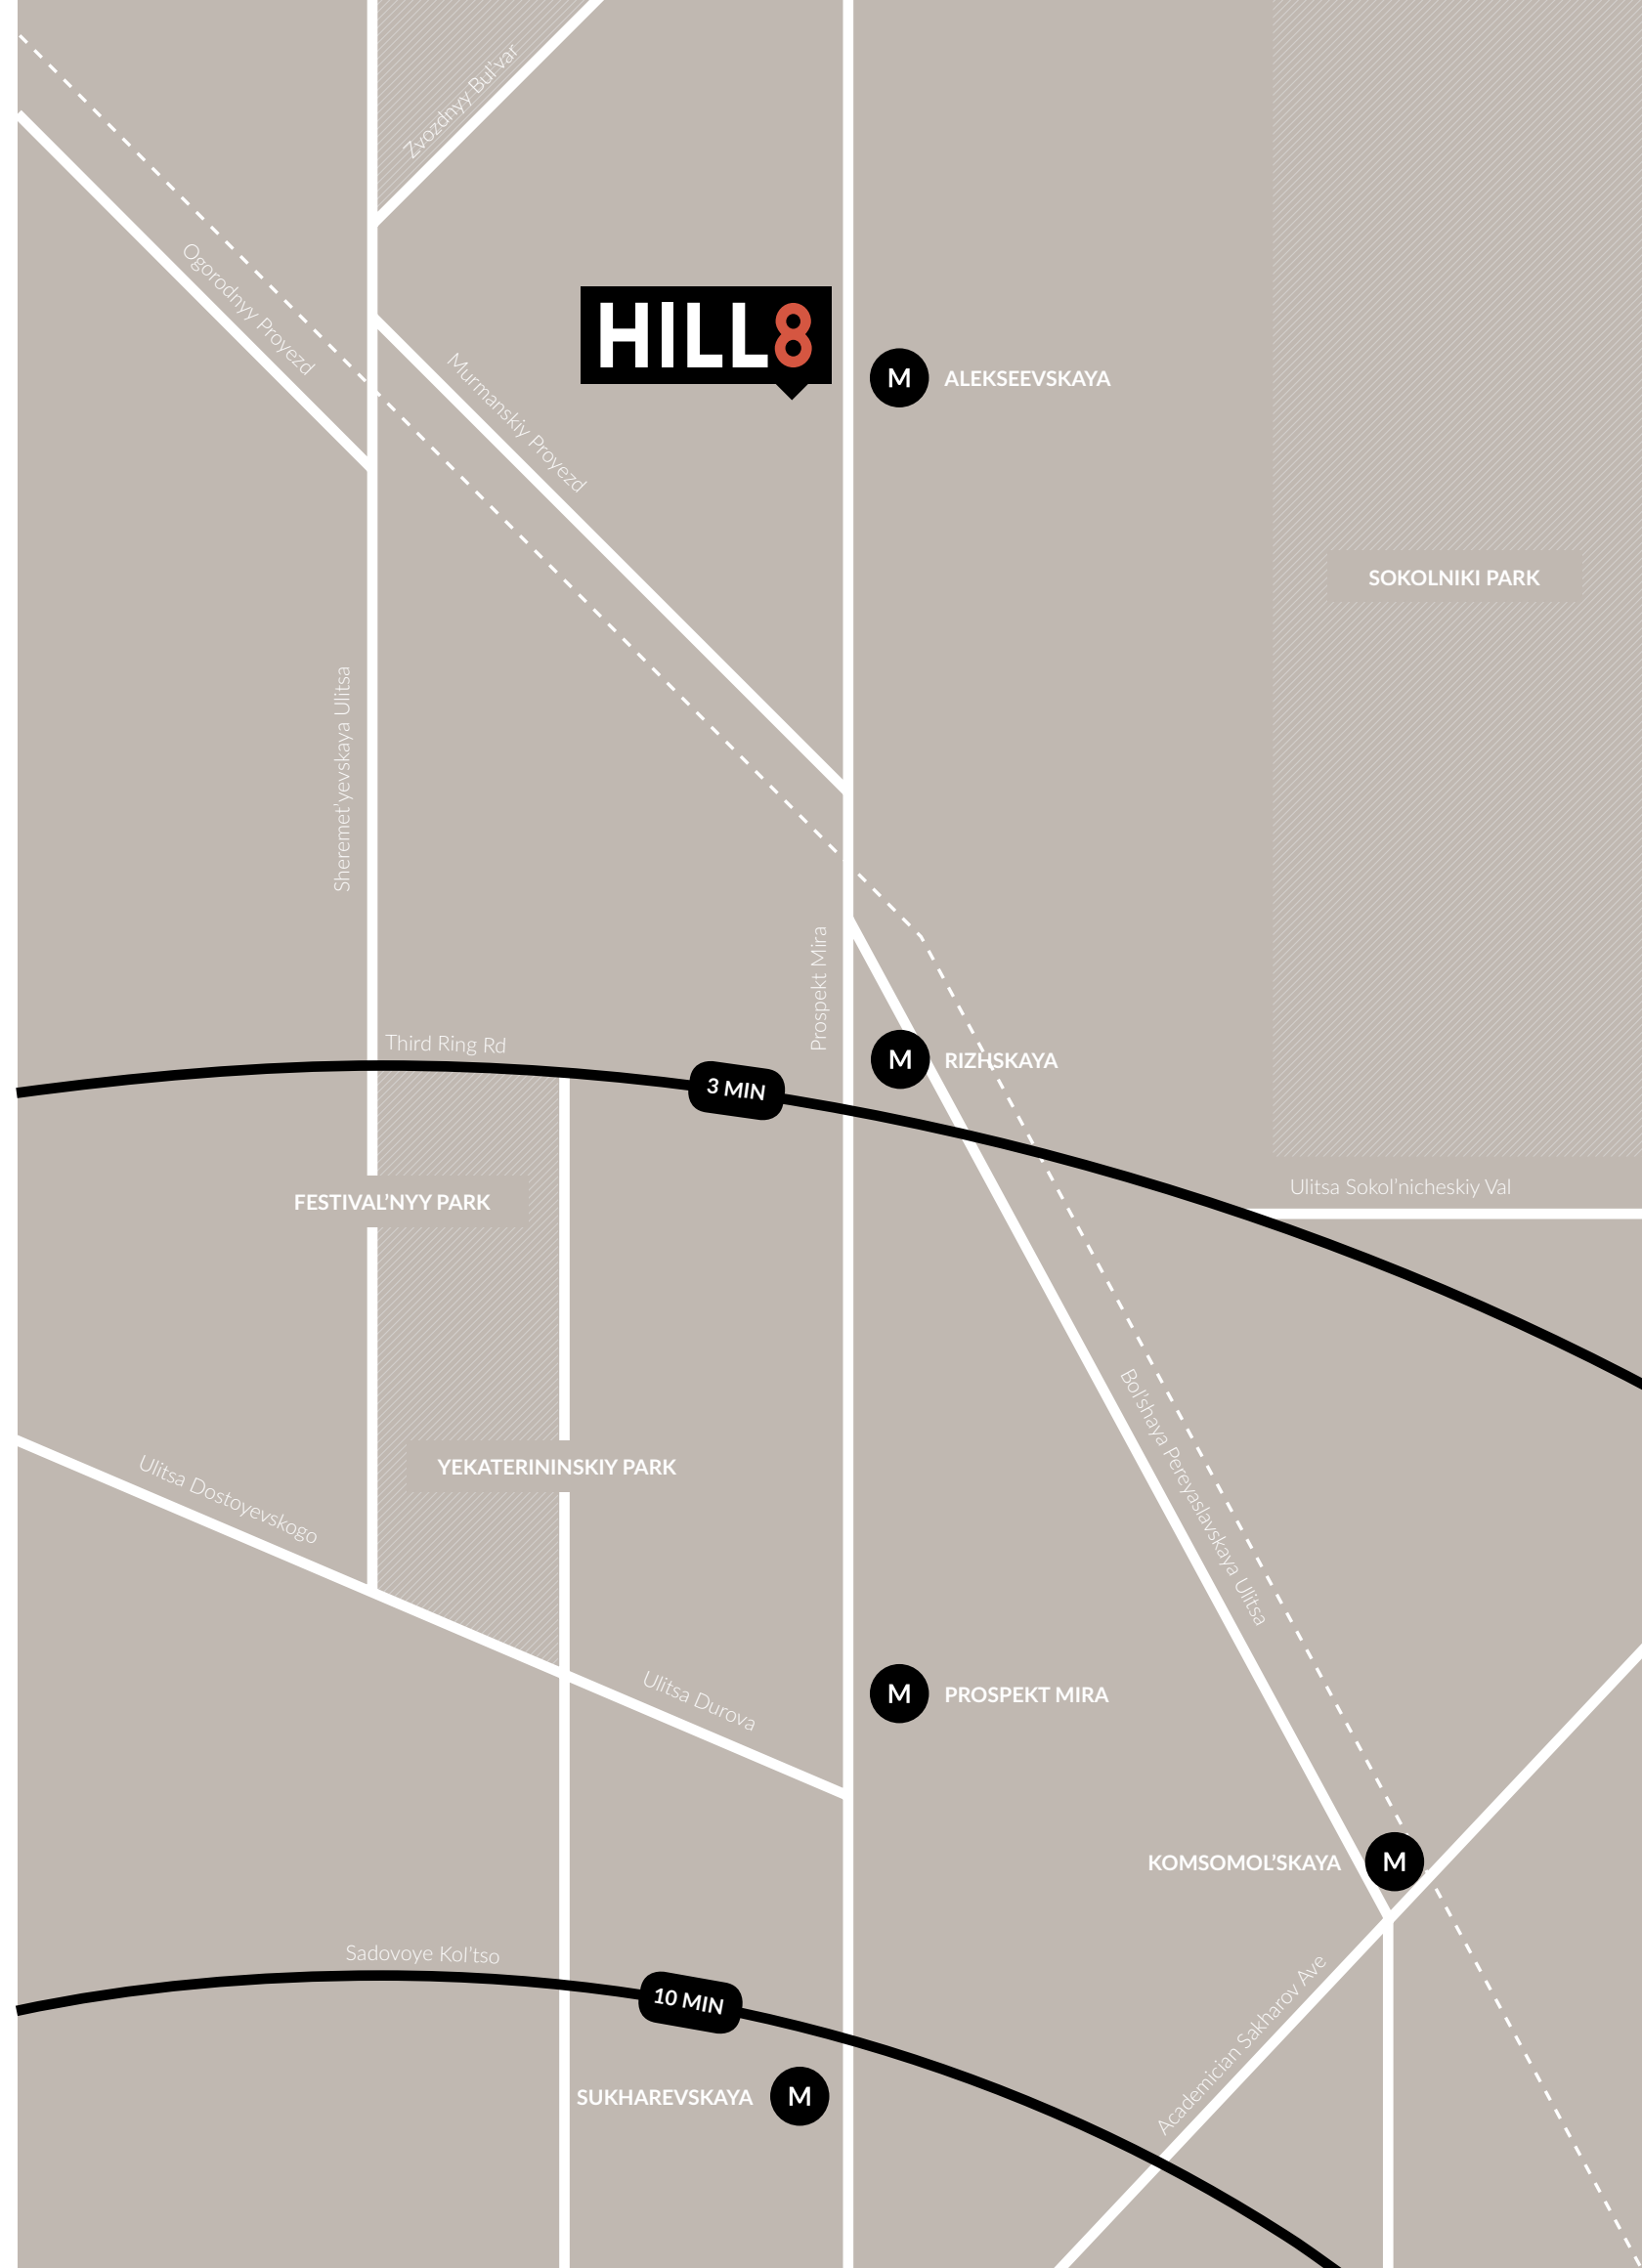 Zvozdnyy Bul'var
Ogorodnyy Proyezd
HILL8
Murmanskiy Proyezd
M ALEKSEEVSKAYA
SOKOLNIKI PARK
Sheremet'yevskaya Ulitsa
Prospekt Mira
Third Ring Rd
M RIZHSKAYA
3 MIN
Ulitsa Sokol'nicheskiy Val
FESTIVAL'NYY PARK
Bol'shaya Pereyaslavskaya Ulitsa
YEKATERININSKIY PARK
Ulitsa Dostoyevskogo
Ulitsa Durova
M PROSPEKT MIRA
KOMSOMOL'SKAYA M
Sadovoye Kol'tso
10 MIN
Academician Sakharov Ave
SUKHAREVSKAYA M